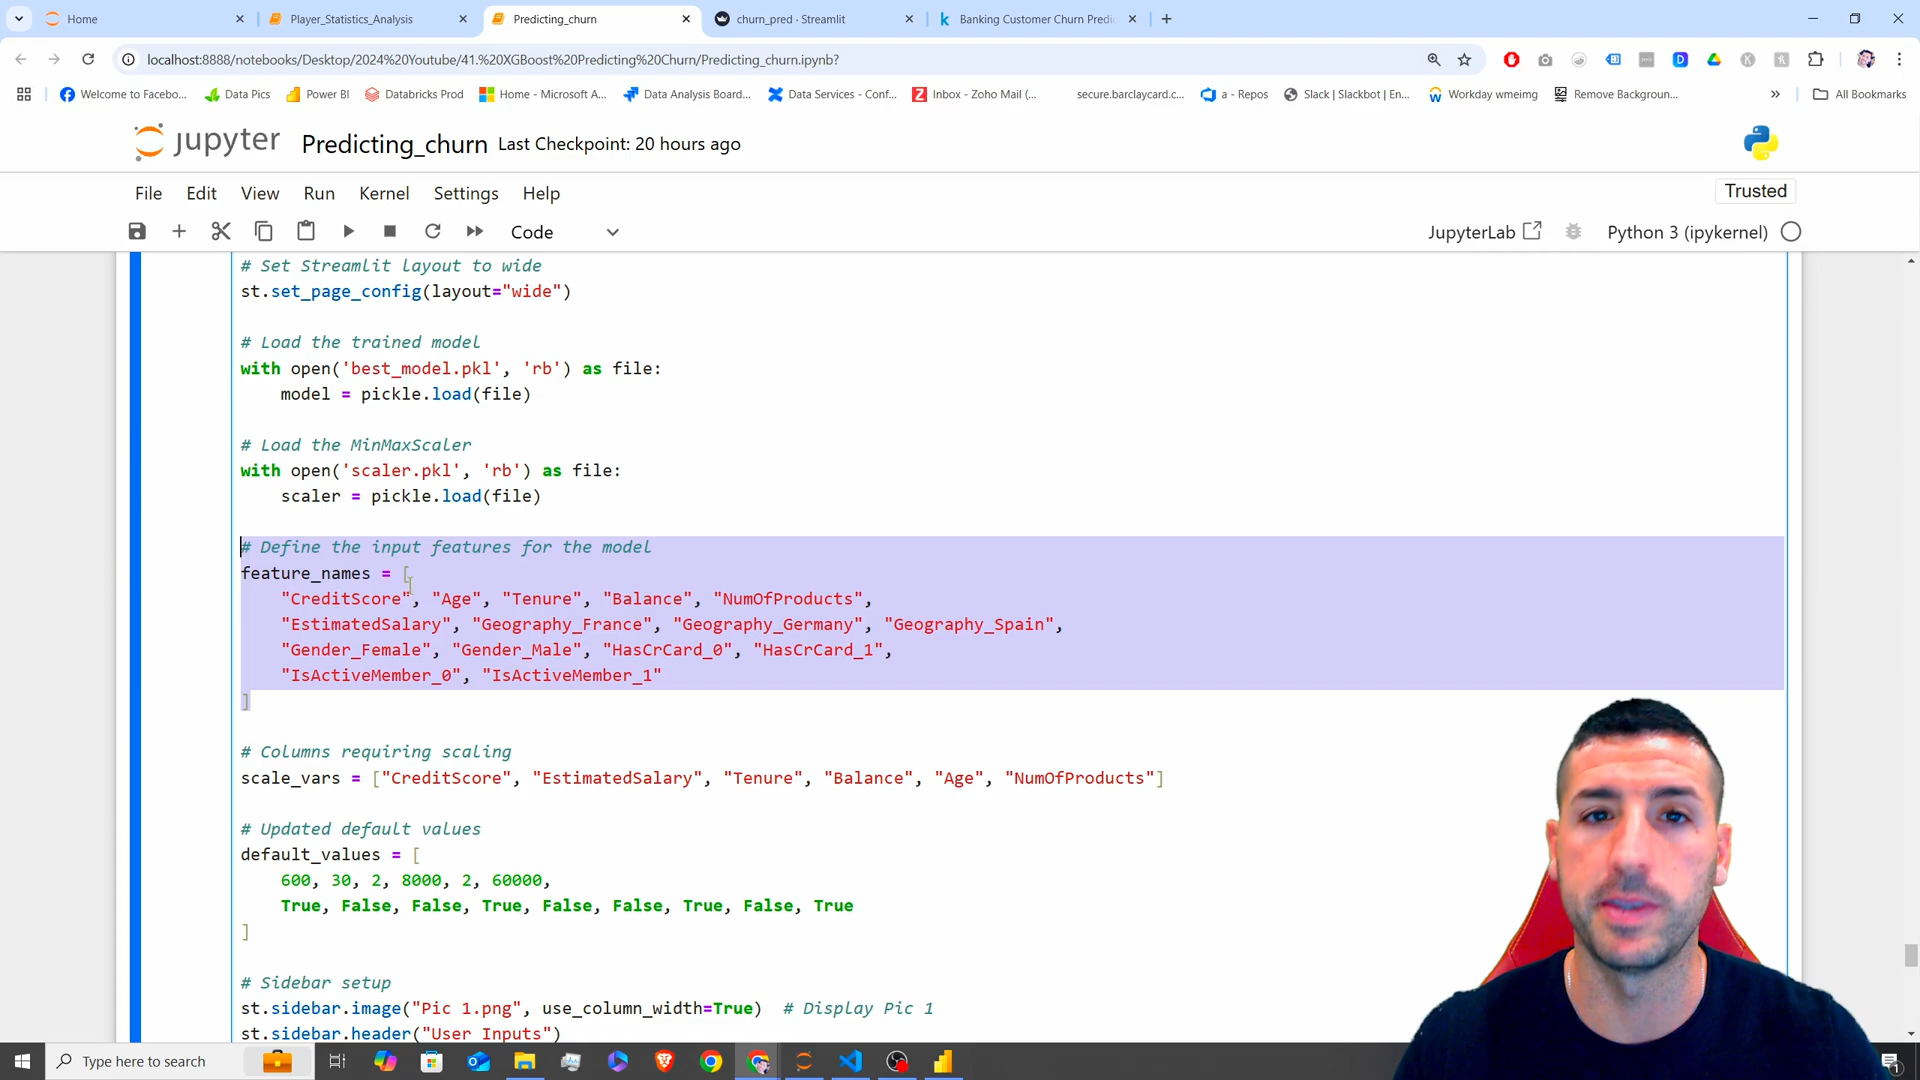 Home
Player_Statistics_Analysis
Predicting_churn
churn_pred · Streamlit
Banking Customer Churn Predic
localhost:8888/notebooks/Desktop/2024%20Youtube/41.%20XGBoost%20Predicting%20Churn/Predicting_churn.ipynb?
Welcome to Facebo...
Data Pics
Power BI
Databricks Prod
Home - Microsoft A...
Data Analysis Board...
Data Services - Conf...
Inbox - Zoho Mail (...
secure.barclaycard.c...
a - Repos
Slack | Slackbot | En...
Workday wmeimg
Remove Backgroun...
All Bookmarks
jupyter Predicting_churn Last Checkpoint: 20 hours ago
File Edit View Run Kernel Settings Help
Trusted
Code
JupyterLab
Python 3 (ipykernel)
# Set Streamlit layout to wide
st.set_page_config(layout="wide")
# Load the trained model
with open('best_model.pkl', 'rb') as file:
model = pickle.load(file)
# Load the MinMaxScaler
with open('scaler.pkl', 'rb') as file:
scaler = pickle.load(file)
# Define the input features for the model
feature_names = [
"CreditScore", "Age", "Tenure", "Balance", "NumOfProducts",
"EstimatedSalary", "Geography_France", "Geography_Germany", "Geography_Spain",
"Gender_Female", "Gender_Male", "HasCrCard_0", "HasCrCard_1",
"IsActiveMember_0", "IsActiveMember_1"
]
# Columns requiring scaling
scale_vars = ["CreditScore", "EstimatedSalary", "Tenure", "Balance", "Age", "NumOfProducts"]
# Updated default values
default_values = [
600, 30, 2, 8000, 2, 60000,
True, False, False, True, False, False, True, False, True
]
# Sidebar setup
st.sidebar.image("Pic 1.png", use_column_width=True) # Display Pic 1
st.sidebar.header("User Inputs")
Type here to search
1